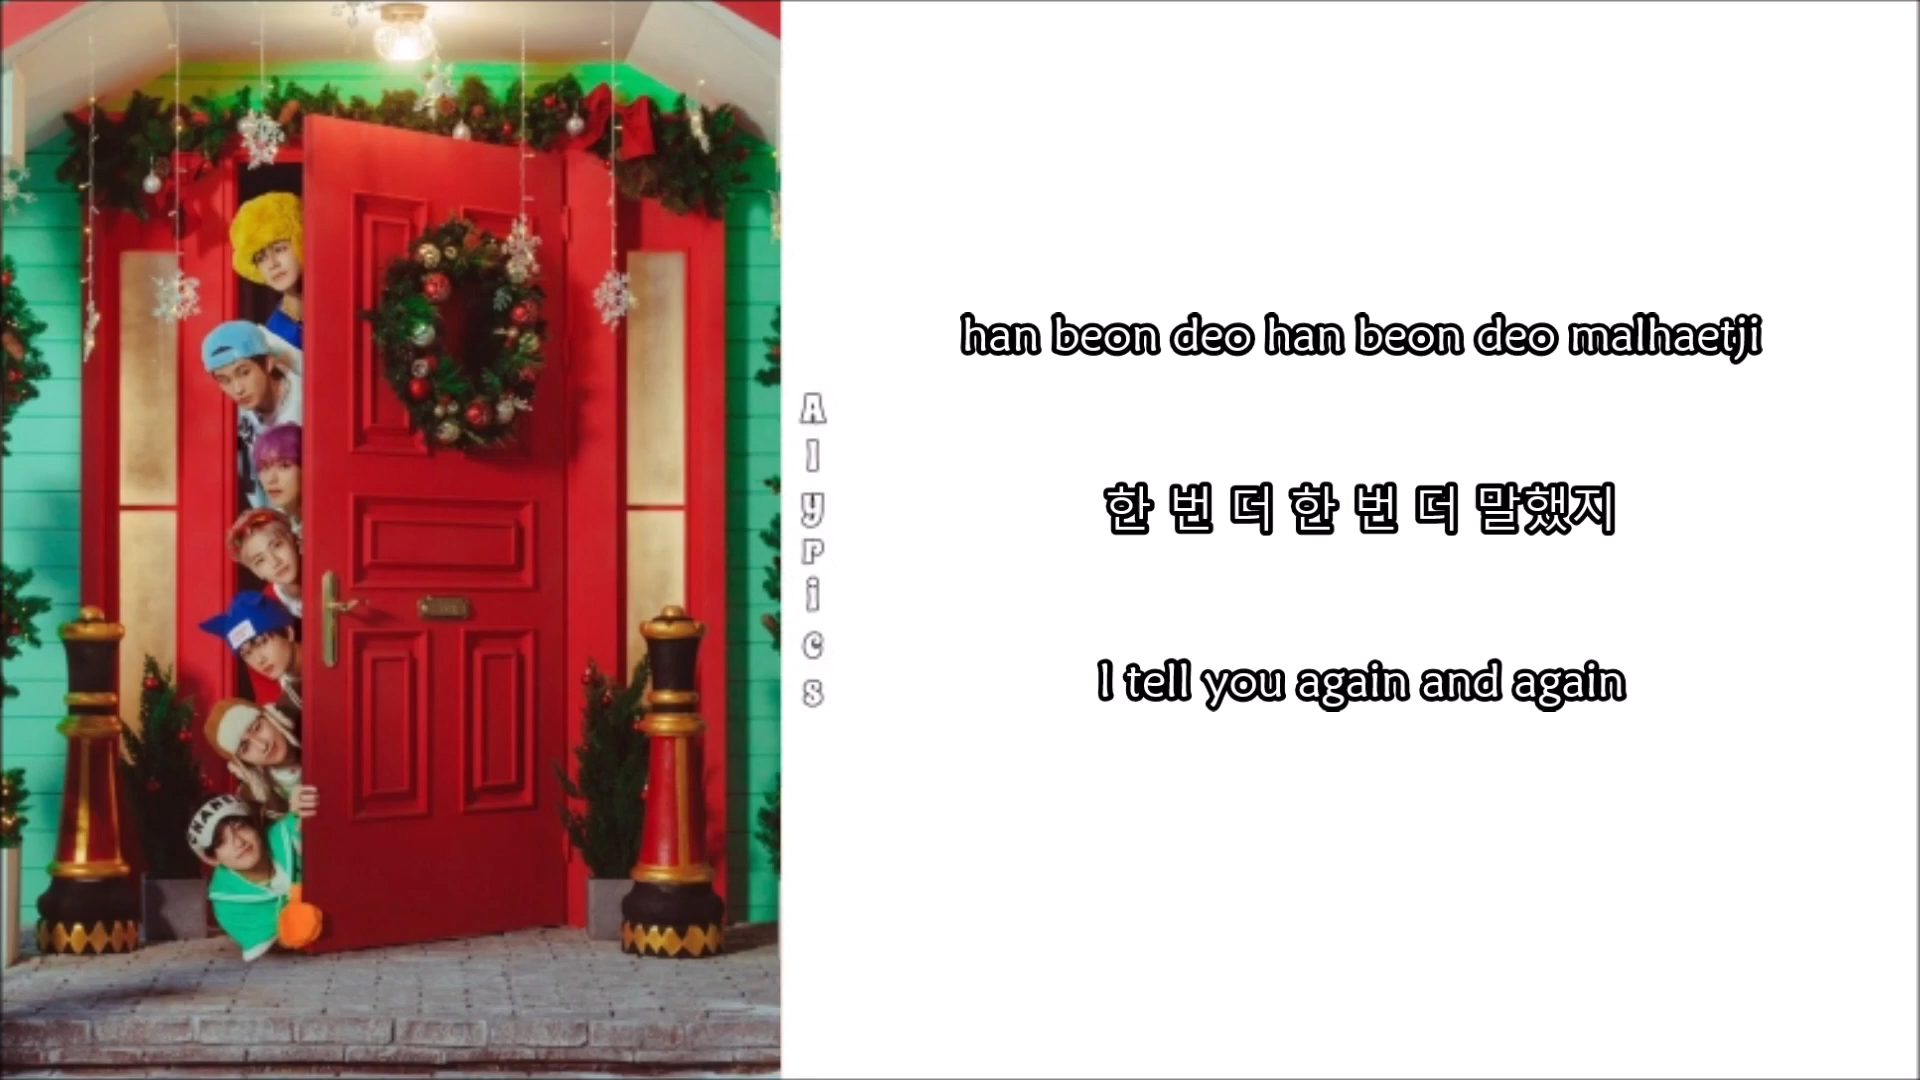 han beon deo han beon deo malhaetji
한 번 더 한 번 더 말했지
I tell you again and again
AlyPics